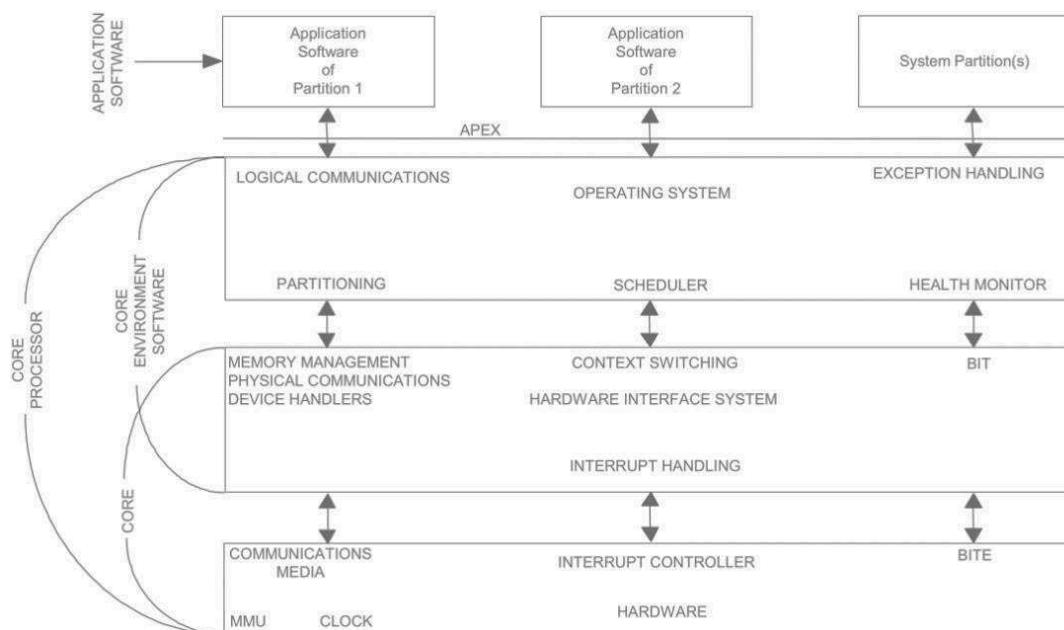 APPLICATION
SOFTWARE
Application
Software
of
Partition 1
Application
Software
of
Partition 2
System Partition(s)
APEX
LOGICAL COMMUNICATIONS
OPERATING SYSTEM
EXCEPTION HANDLING
PARTITIONING
SCHEDULER
HEALTH MONITOR
CORE
PROCESSOR
CORE
ENVIRONMENT
SOFTWARE
MEMORY MANAGEMENT
PHYSICAL COMMUNICATIONS
DEVICE HANDLERS
CONTEXT SWITCHING
HARDWARE INTERFACE SYSTEM
BIT
INTERRUPT HANDLING
CORE
COMMUNICATIONS
MEDIA
INTERRUPT CONTROLLER
BITE
MMU
CLOCK
HARDWARE